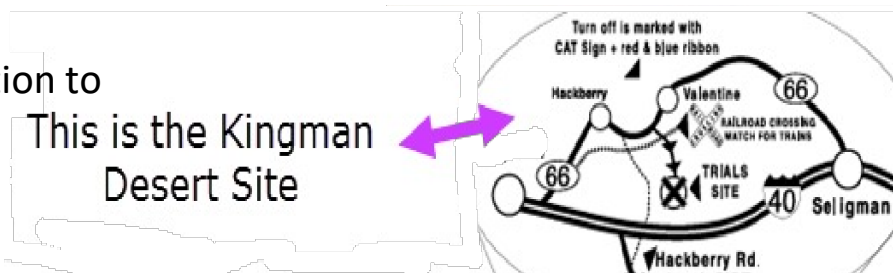 ion to
This is the Kingman
Desert Site
Turn off is marked with
CAT Sign + red & blue ribbon
Hackberry
Valentine
66
RAILROAD CROSSING
WATCH FOR TRAINS
66
TRIALS
SITE
40
Seligman
Hackberry Rd.